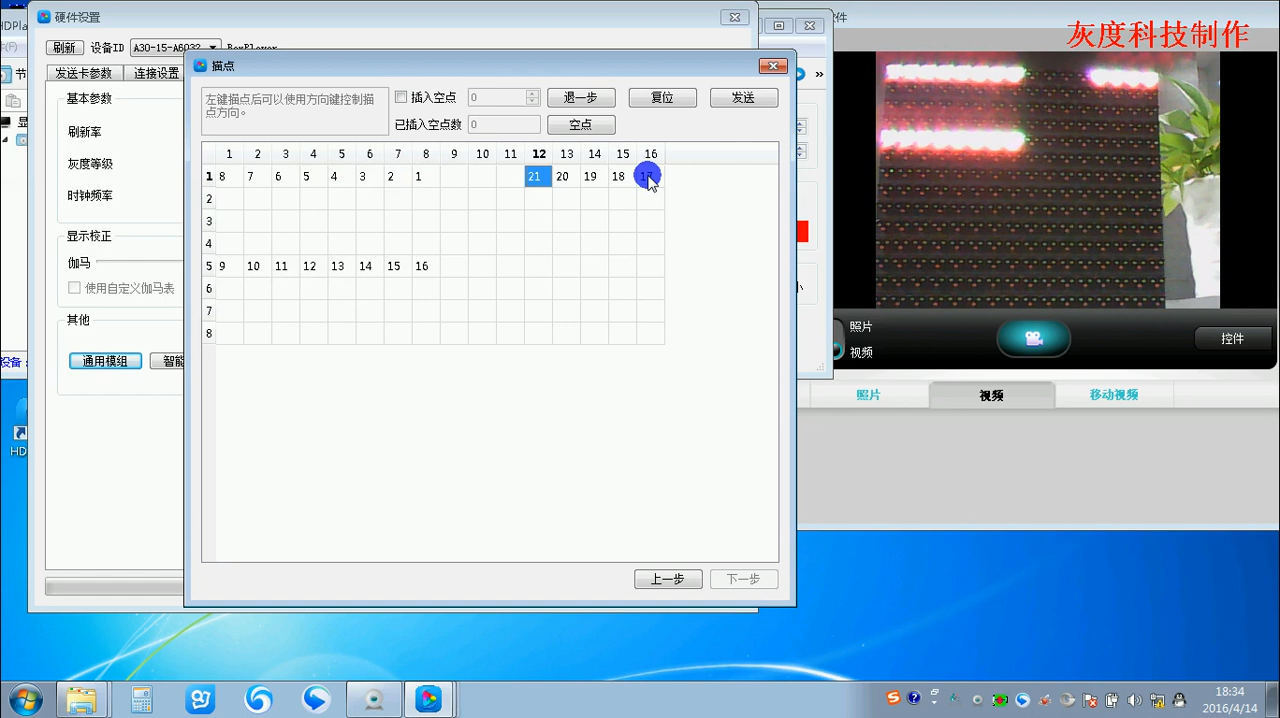 硬件设置
刷新 设备ID A30-15-A6032 BoxPlayer
发送卡参数 连接设置
基本参数
刷新率
灰度等级
时钟频率
显示校正
伽马
使用自定义伽马表
其他
通用模组 智能
描点
左键描点后可以使用方向键控制描
点方向。
插入空点 0 退一步 复位 发送
已插入空点数 0 空点
1 2 3 4 5 6 7 8 9 10 11 12 13 14 15 16
1 8 7 6 5 4 3 2 1 21 20 19 18 17
2
3
4
5 9 10 11 12 13 14 15 16
6
7
8
上一步 下一步
灰度科技制作
照片
视频
控件
照片 视频 移动视频
HD
18:34
2016/4/14